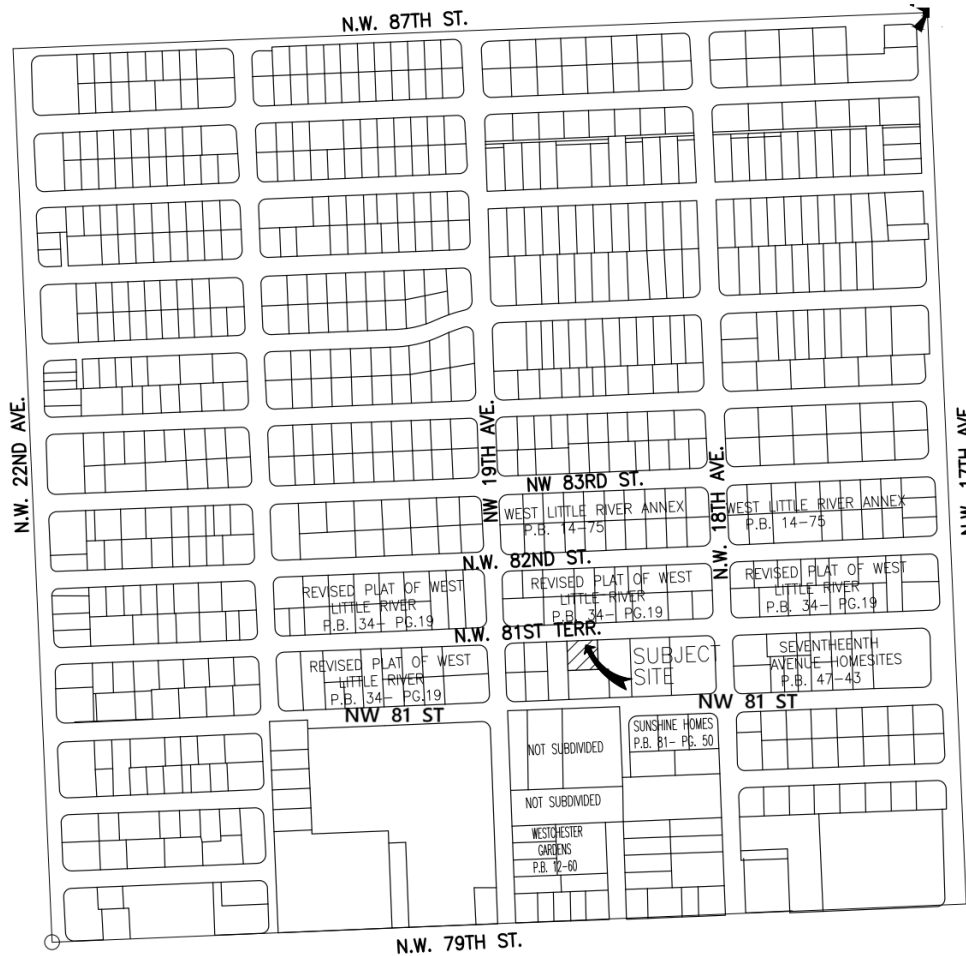 N.W. 87TH ST.
N.W. 22ND AVE.
NW 19TH AVE.
N.W. 18TH AVE.
N.W. 17TH AVE
NW 83RD ST.
WEST LITTLE RIVER ANNEX
P.B. 14-75
WEST LITTLE RIVER ANNEX
P.B. 14-75
N.W. 82ND ST.
REVISED PLAT OF WEST
LITTLE RIVER
P.B. 34- PG.19
REVISED PLAT OF WEST
LITTLE RIVER
P.B. 34- PG.19
REVISED PLAT OF WEST
LITTLE RIVER
P.B. 34- PG.19
N.W. 81ST TERR.
REVISED PLAT OF WEST
LITTLE RIVER
P.B. 34- PG.19
SUBJECT
SITE
SEVENTHEENTH
AVENUE HOMESITES
P.B. 47-43
NW 81 ST
NW 81 ST
NOT SUBDIVIDED
SUNSHINE HOMES
P.B. 81- PG. 50
NOT SUBDIVIDED
WESTCHESTER
GARDENS
P.B. 12-60
N.W. 79TH ST.